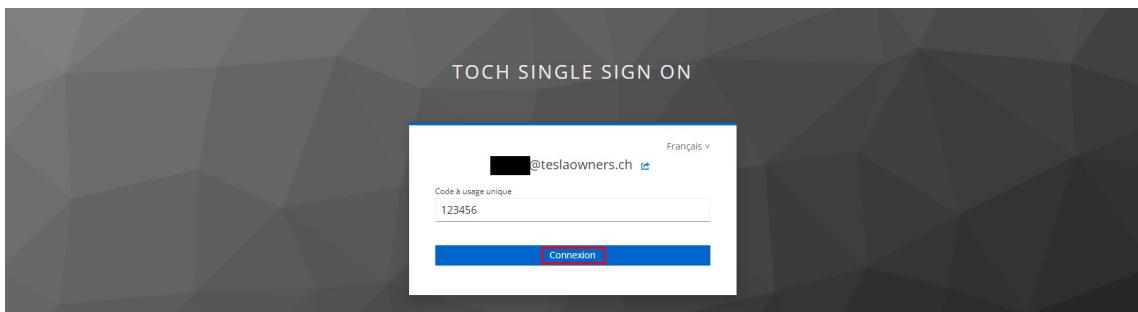 TOCH SINGLE SIGN ON
Français
@teslaowners.ch
Code à usage unique
123456
Connexion